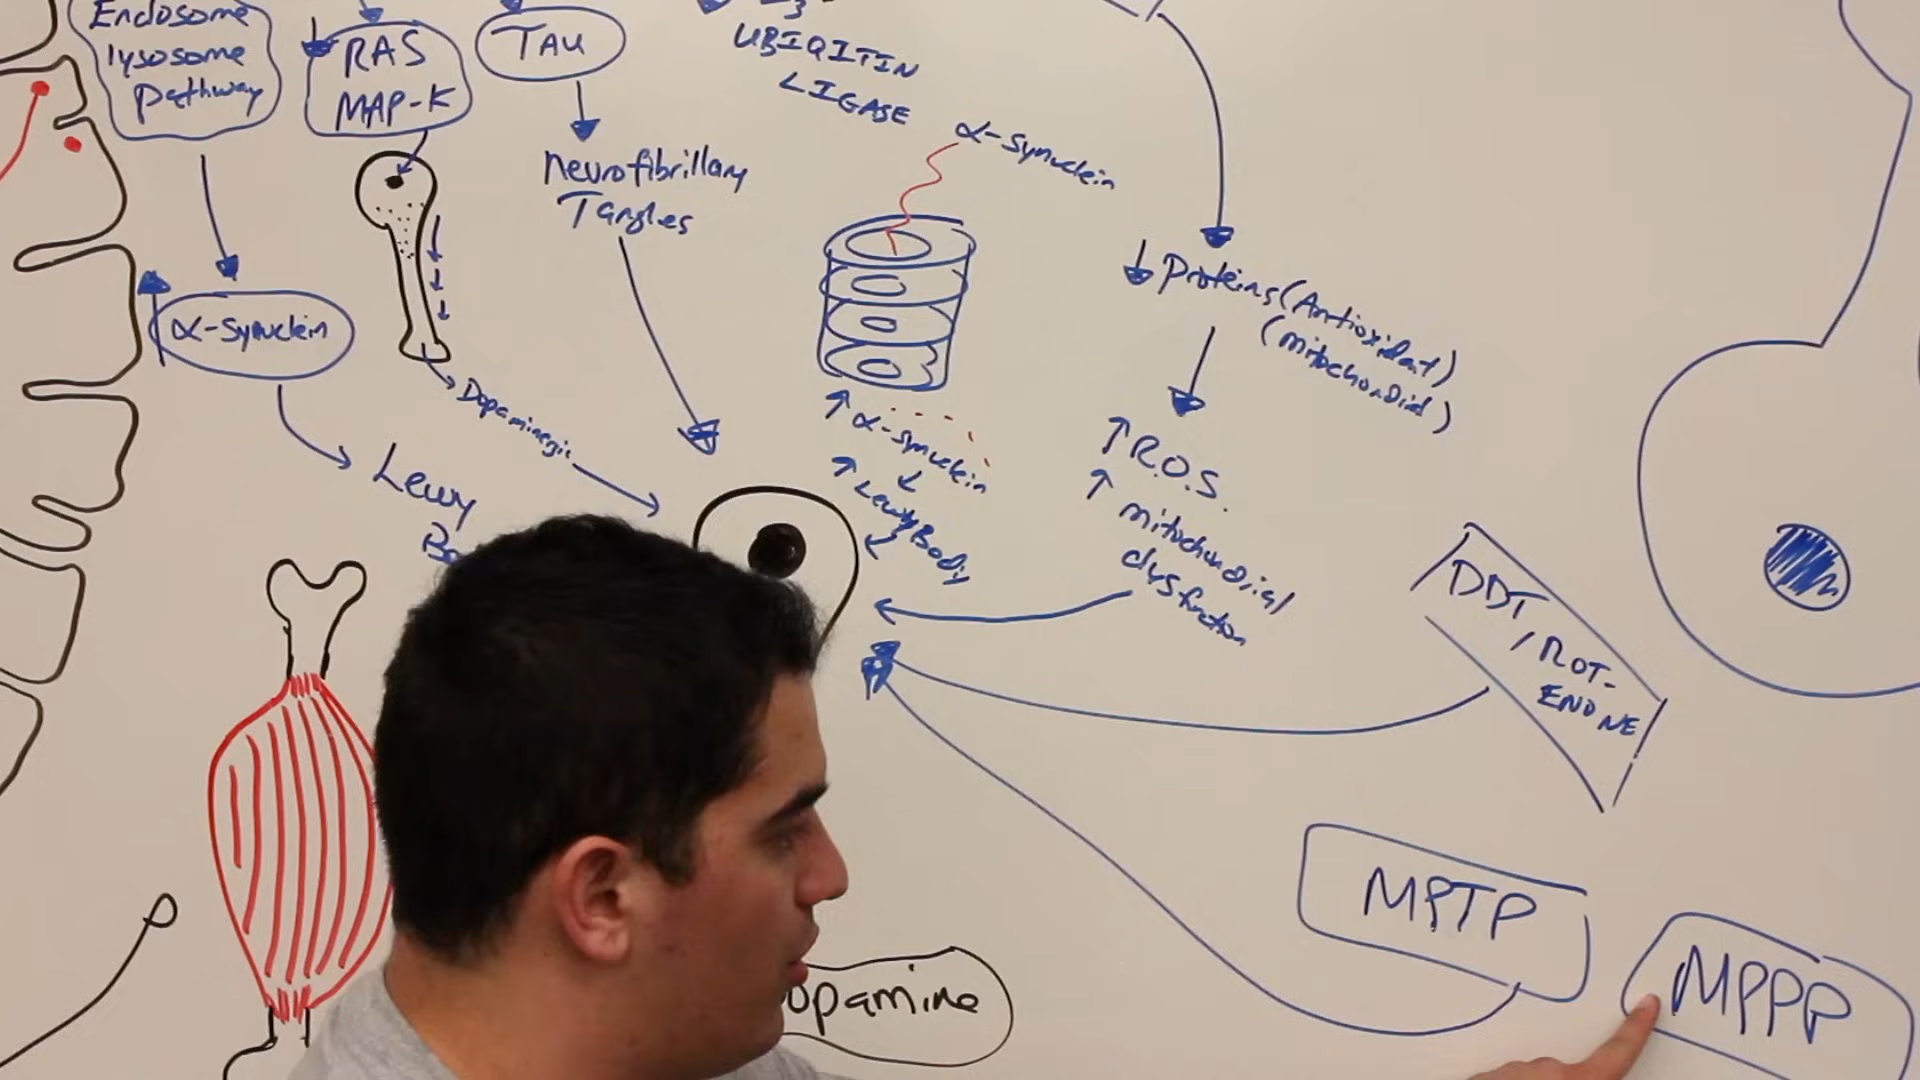 Endosome
lysosome
pathway
RAS
MAP-K
TAU
UBIQITIN
LIGASE
α-Synuclein
Neurofibrillary
Tangles
α-Synuclein
Dopaminergic
Lewy
↓ Proteins (Antioxidant)
(mitochondrial)
↑ R.O.S.
↑ mitochondrial
dysfunction
↑ α-synuclein
↑ Lewy Body
DDT
/ROT-
ENONE
MPTP
MPPP
opamine